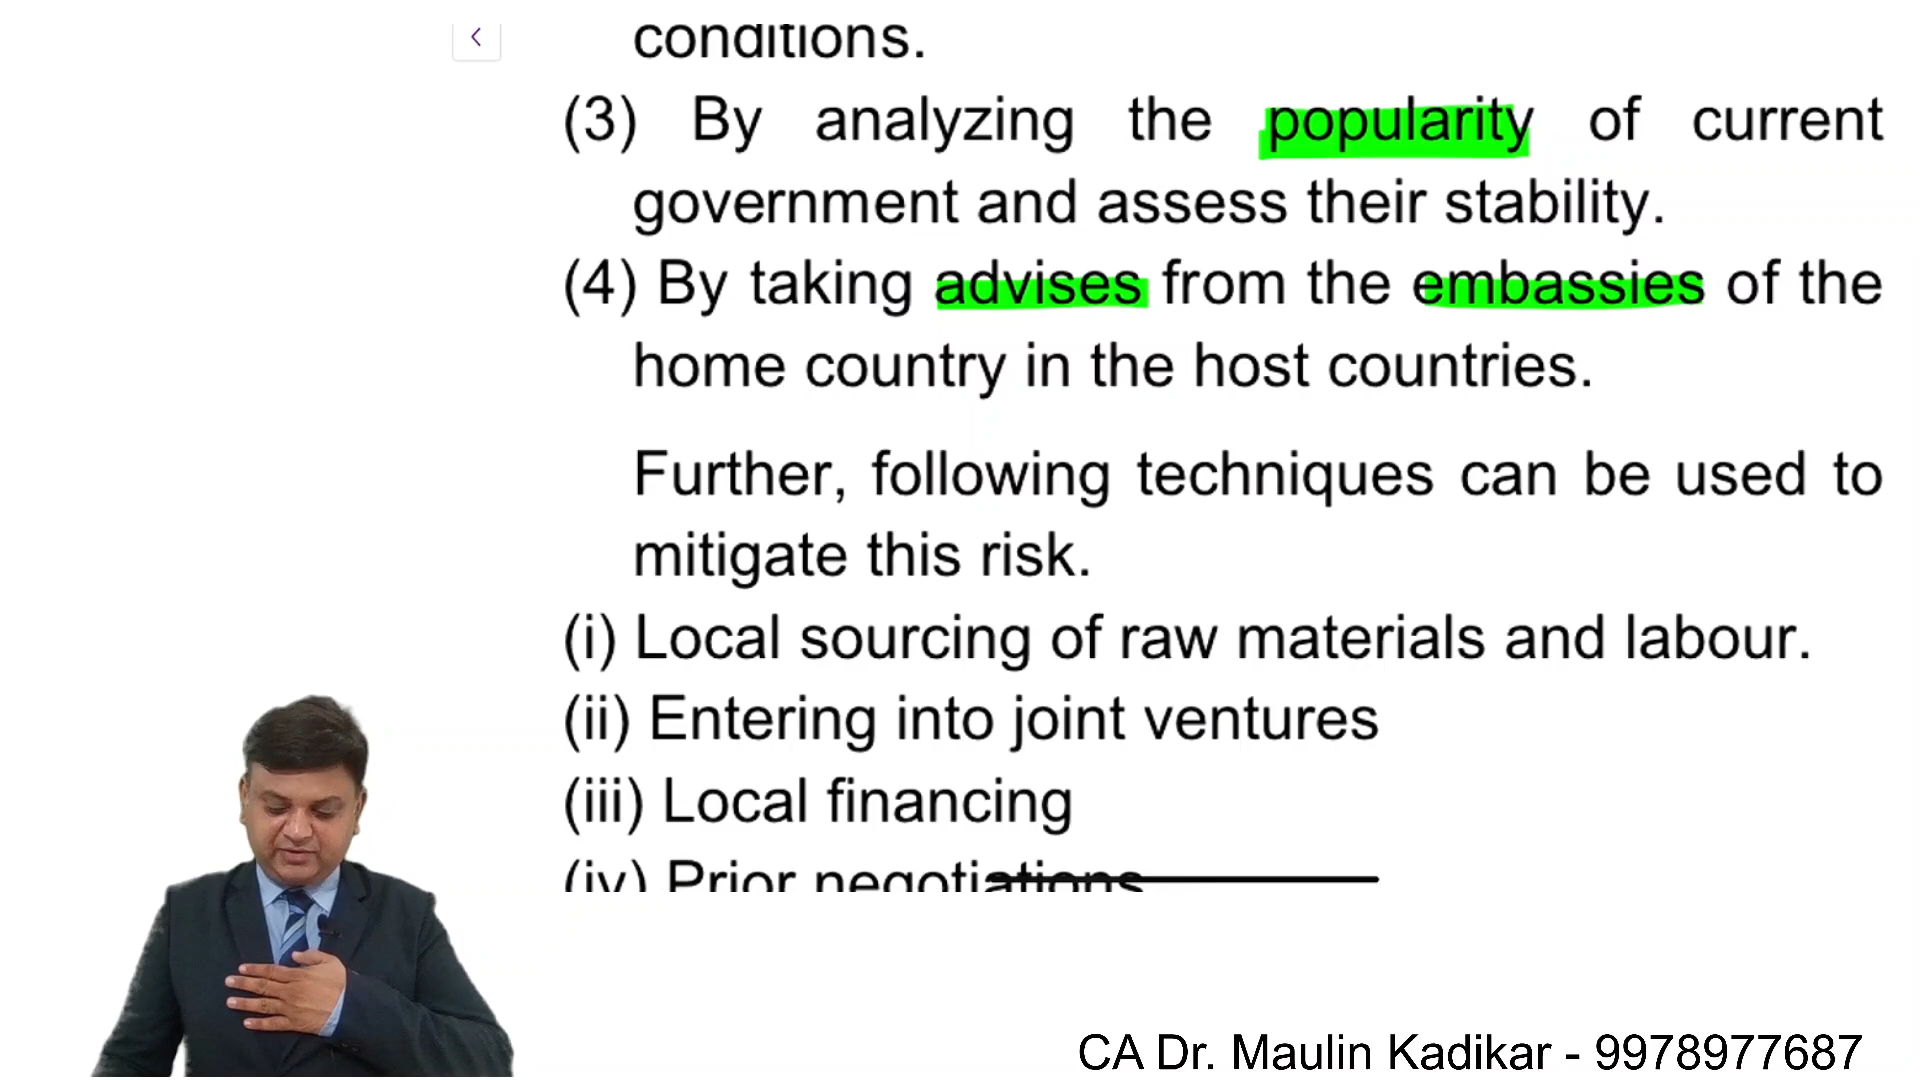 conditions.
(3) By analyzing the popularity of current
government and assess their stability.
(4) By taking advises from the embassies of the
home country in the host countries.
Further, following techniques can be used to
mitigate this risk.
(i) Local sourcing of raw materials and labour.
(ii) Entering into joint ventures
(iii) Local financing
(iv) Prior negotiations
CA Dr. Maulin Kadikar - 9978977687